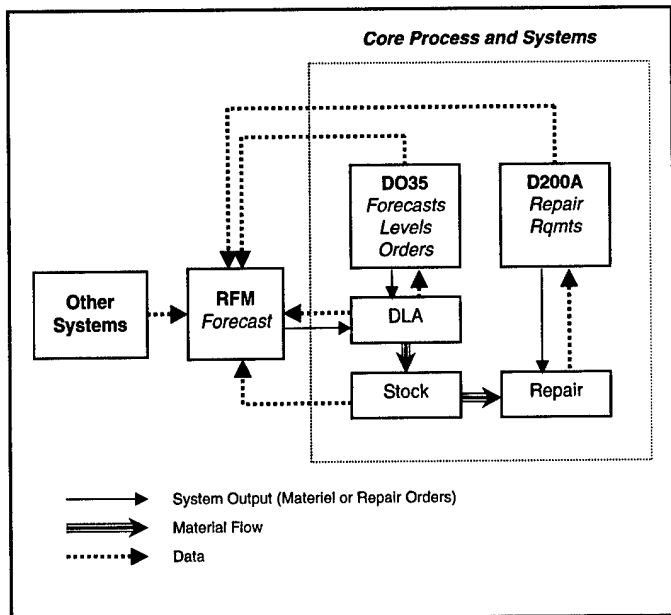 Core Process and Systems
DO35
Forecasts
Levels
Orders
D200A
Repair
Rqmts
Other
Systems
RFM
Forecast
DLA
Stock
Repair
System Output (Materiel or Repair Orders)
Material Flow
Data